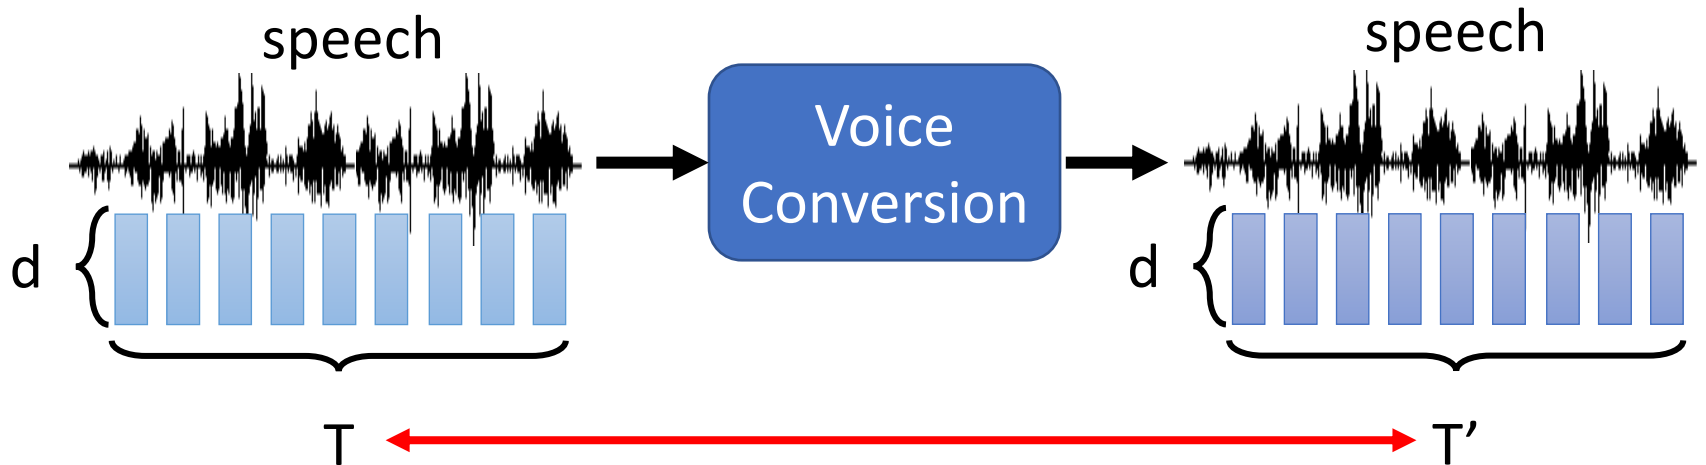 speech
Voice
Conversion
speech
d
d
T
T’